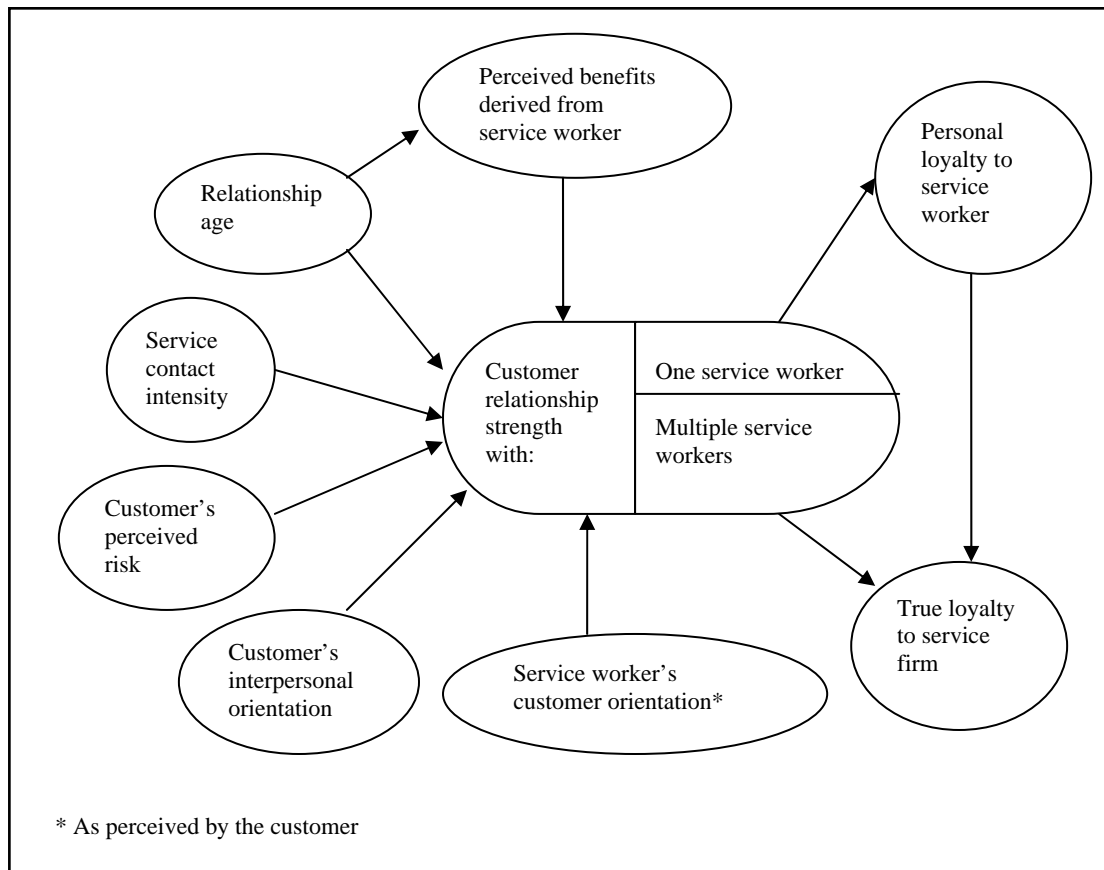 Perceived benefits
derived from
service worker
Personal
loyalty to
service
worker
Relationship
age
Service
contact
intensity
Customer
relationship
strength
with:
One service worker
Multiple service
workers
Customer’s
perceived
risk
Customer’s
interpersonal
orientation
Service worker’s
customer orientation*
True loyalty
to service
firm
* As perceived by the customer